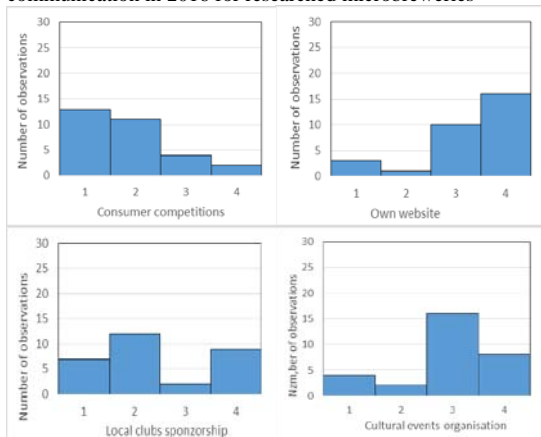 communication in 2016 for researched microbreweries
30
25
20
15
10
5
0
Number of observations
1 2 3 4
Consumer competitions
30
25
20
15
10
5
0
Number of observations
1 2 3 4
Own website
30
25
20
15
10
5
0
Number of observations
1 2 3 4
Local clubs sponzorship
30
25
20
15
10
5
0
Nzm,ber of observations
1 2 3 4
Cultural events organisation